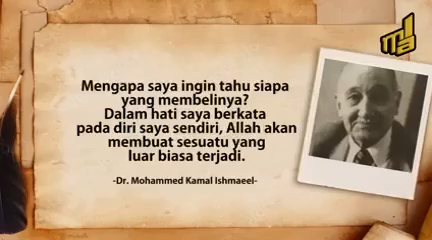 Mengapa saya ingin tahu siapa
yang membelinya?
Dalam hati saya berkata
pada diri saya sendiri, Allah akan
membuat sesuatu yang
luar biasa terjadi.
-Dr. Mohammed Kamal Ishmaeel-